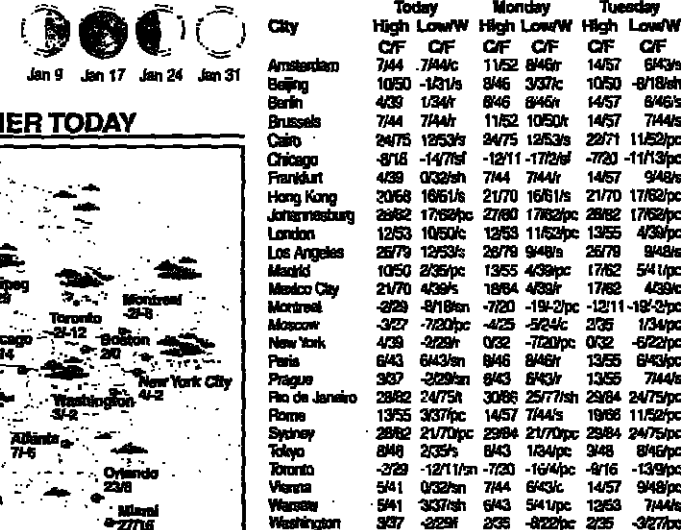 Jan 9 Jan 17 Jan 24 Jan 31
ER TODAY
ipeg
Toronto
-2/-12
Montreal
-2/-8
cago
14
Boston
2/0
New York City
4/-2
Washington
3/-2
Atlanta
7/-6
Orlando
23/8
Miami
27/16
Today Monday Tuesday
City High Low/W High Low/W High Low/W
C/F C/F C/F C/F C/F C/F
Amsterdam 7/44 7/44/c 11/52 8/46/r 14/57 6/43/s
Beijing 10/50 -1/31/s 8/46 3/37/c 10/50 -8/18/sh
Berlin 4/39 1/34/r 8/46 8/46/r 14/57 8/46/s
Brussels 7/44 7/44/r 11/52 10/50/r 14/57 7/44/s
Cairo 24/75 12/53/s 24/75 12/53/s 22/71 11/52/pc
Chicago -8/16 -14/7/sf -12/11 -17/2/sf -7/20 -11/13/pc
Frankfurt 4/39 0/32/sh 7/44 7/44/r 14/57 9/48/s
Hong Kong 20/68 16/61/s 21/70 16/61/s 21/70 17/62/pc
Johannesburg 28/82 17/62/pc 27/80 17/62/pc 28/82 17/62/pc
London 12/53 10/50/c 12/53 11/52/pc 13/55 4/39/pc
Los Angeles 26/79 12/53/s 26/79 9/48/s 26/79 9/48/s
Madrid 10/50 2/35/pc 13/55 4/39/pc 17/62 5/41/pc
Mexico City 21/70 4/39/s 18/64 4/39/r 17/62 4/39/c
Montreal -2/29 -8/18/sn -7/20 -19/-2/pc -12/11 -19/-2/pc
Moscow -3/27 -7/20/pc -4/25 -5/24/c 2/35 1/34/pc
New York 4/39 -2/29/r 0/32 -7/20/pc 0/32 -6/22/pc
Paris 6/43 6/43/sn 8/46 8/46/r 13/55 6/43/pc
Prague 3/37 -2/29/sn 6/43 6/43/r 13/55 7/44/s
Rio de Janeiro 28/82 24/75/t 30/86 25/77/sh 29/84 24/75/pc
Rome 13/55 3/37/pc 14/57 7/44/s 19/66 11/52/pc
Sydney 28/82 21/70/pc 29/84 21/70/pc 29/84 24/75/pc
Tokyo 8/46 2/35/s 6/43 1/34/pc 9/48 8/46/pc
Toronto -2/29 -12/11/sn -7/20 -16/4/pc -8/16 -13/9/pc
Vienna 5/41 0/32/sn 7/44 6/43/c 14/57 9/48/pc
Warsaw 5/41 3/37/sh 6/43 5/41/pc 12/53 7/44/s
Washington 3/37 -2/29/r 2/35 -8/22/pc 2/35 -3/27/pc